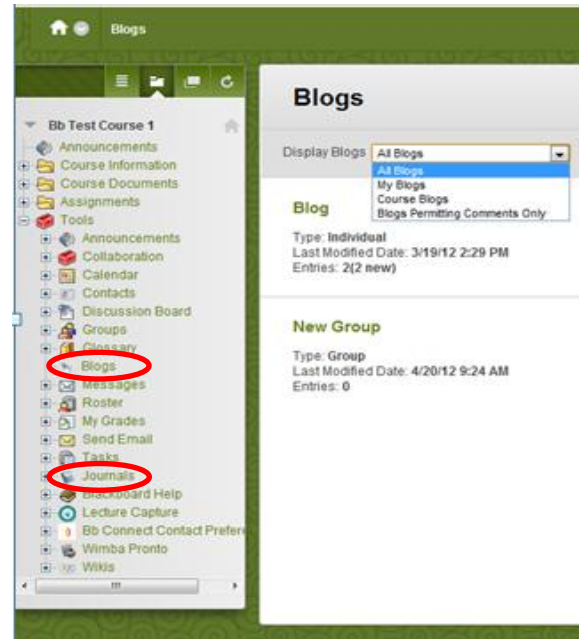 Blogs
Bb Test Course 1
Announcements
Course Information
Course Documents
Assignments
Tools
Announcements
Collaboration
Calendar
Contacts
Discussion Board
Groups
Glossary
Blogs
Messages
Roster
My Grades
Send Email
Tasks
Journals
Blackboard Help
Lecture Capture
Bb Connect Contact Prefere
Wimba Pronto
Wikis
Blogs
Display Blogs All Blogs
All Blogs
My Blogs
Course Blogs
Blogs Permitting Comments Only
Blog
Type: Individual
Last Modified Date: 3/19/12 2:29 PM
Entries: 2(2 new)
New Group
Type: Group
Last Modified Date: 4/20/12 9:24 AM
Entries: 0